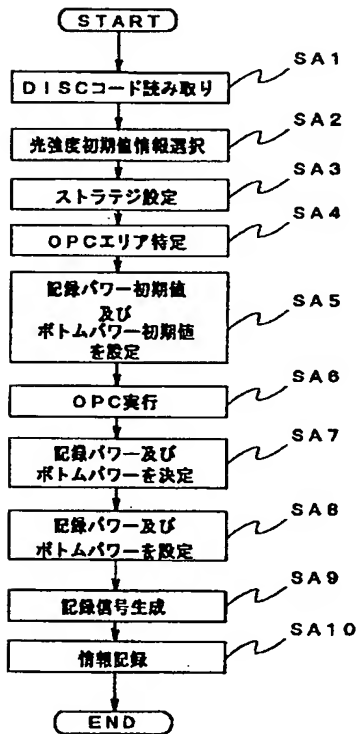 START
SA1
DISCコード読み取り
SA2
光強度初期値情報選択
SA3
ストラテジ設定
SA4
OPCエリア特定
記録パワー初期値
及び
ボトムパワー初期値
を設定
SA5
OPC実行
SA6
記録パワー及び
ボトムパワーを決定
SA7
記録パワー及び
ボトムパワーを設定
SA8
記録信号生成
SA9
情報記録
SA10
END